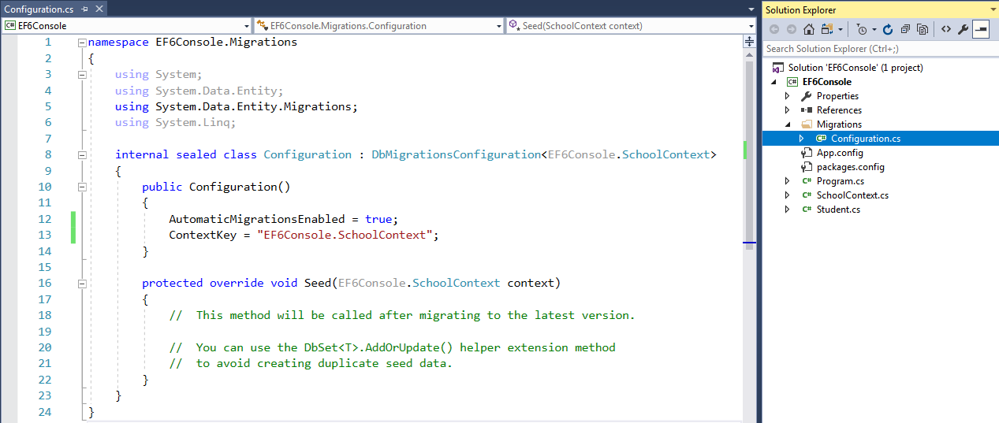 Configuration.cs
EF6Console
EF6Console.Migrations.Configuration
Seed(SchoolContext context)
1 namespace EF6Console.Migrations
2 {
3 using System;
4 using System.Data.Entity;
5 using System.Data.Entity.Migrations;
6 using System.Linq;
7
8 internal sealed class Configuration : DbMigrationsConfiguration<EF6Console.SchoolContext>
9 {
10 public Configuration()
11 {
12 AutomaticMigrationsEnabled = true;
13 ContextKey = "EF6Console.SchoolContext";
14 }
15
16 protected override void Seed(EF6Console.SchoolContext context)
17 {
18 //  This method will be called after migrating to the latest version.
19
20 //  You can use the DbSet<T>.AddOrUpdate() helper extension method
21 //  to avoid creating duplicate seed data.
22 }
23 }
24 }
Solution Explorer
Search Solution Explorer (Ctrl+;)
Solution 'EF6Console' (1 project)
C# EF6Console
Properties
References
Migrations
C# Configuration.cs
App.config
packages.config
C# Program.cs
C# SchoolContext.cs
C# Student.cs